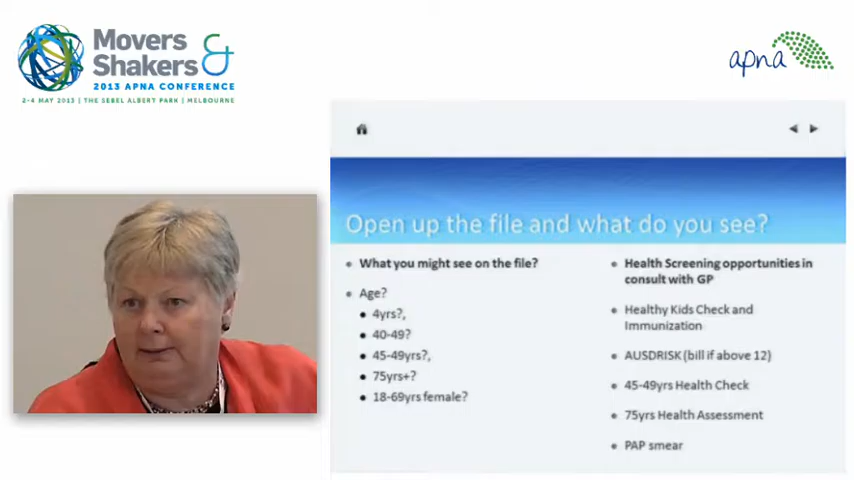 Movers
Shakers &
2013 APNA CONFERENCE
2-4 MAY 2013 | THE SEBEL ALBERT PARK | MELBOURNE
apna
Open up the file and what do you see?
What you might see on the file?
Age?
4yrs?,
40-49?
45-49yrs?,
75yrs+?
18-69yrs female?
Health Screening opportunities in
consult with GP
Healthy Kids Check and
Immunization
AUSDRISK (bill if above 12)
45-49yrs Health Check
75yrs Health Assessment
PAP smear